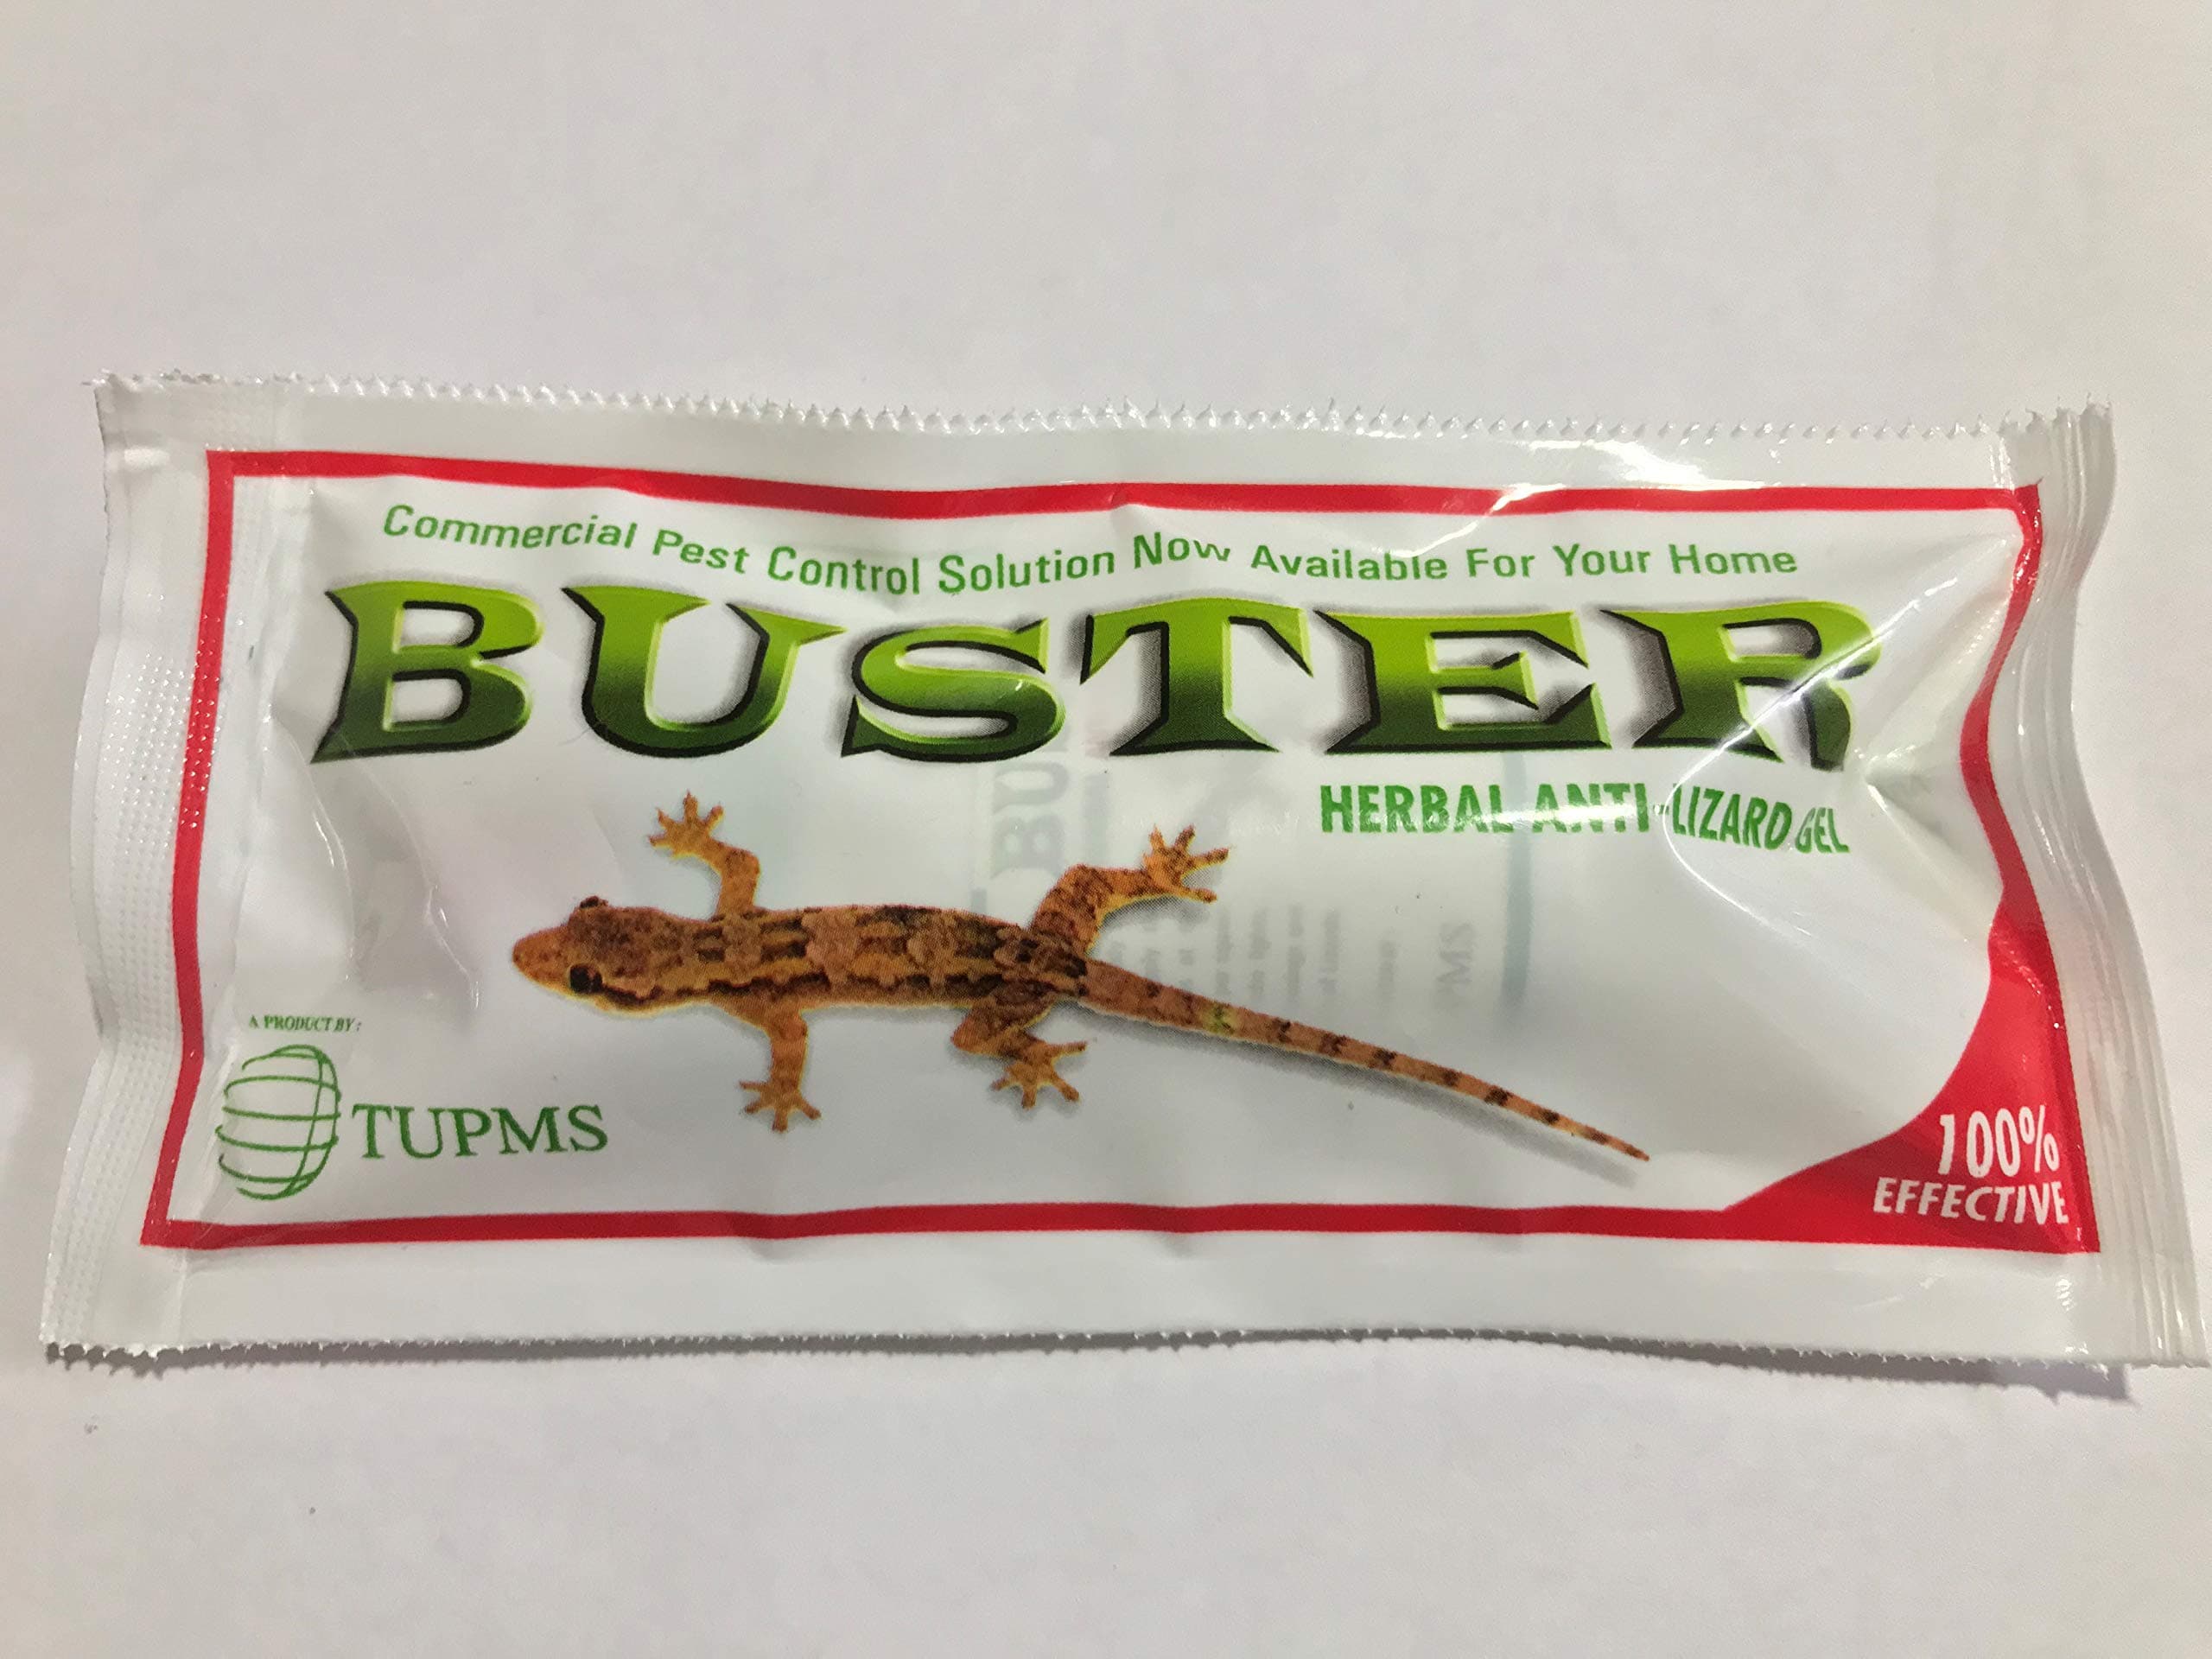 Commercial Pest Control Solution Now Available For Your Home
BUSTER
HERBAL ANTI-LIZARD GEL
A PRODUCT BY:
TUPMS
100%
EFFECTIVE